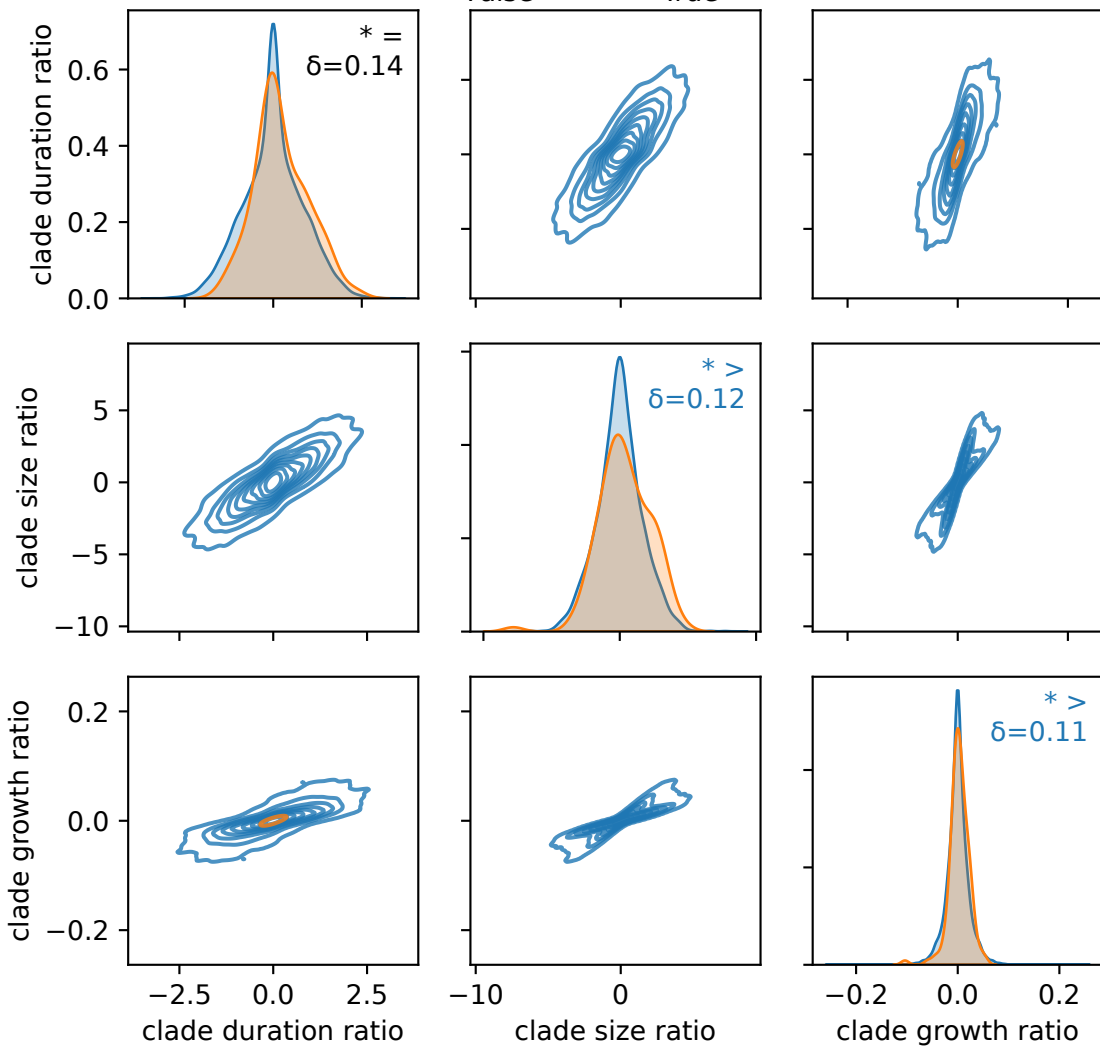 clade duration ratio
0.6
0.4
0.2
0.0
* =
δ=0.14
clade size ratio
5
0
−5
−10
* >
δ=0.12
clade growth ratio
0.2
0.0
−0.2
* >
δ=0.11
−2.5 0.0 2.5
−10 0
−0.2 0.0 0.2
clade duration ratio
clade size ratio
clade growth ratio